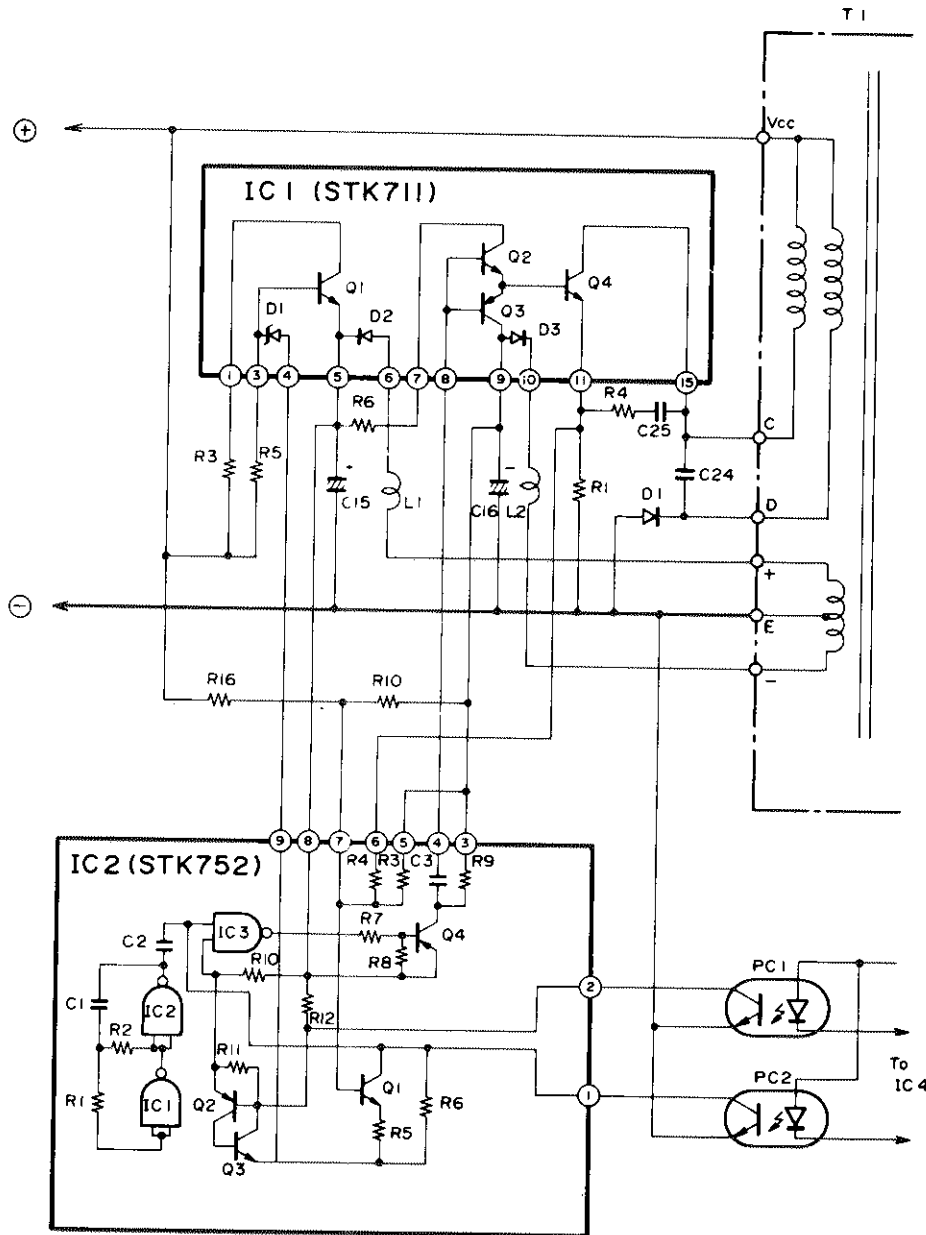 T1
⊕
Vcc
IC1 (STK711)
Q2
Q1
Q4
D1
D2
Q3
D3
1
3
4
5
6
7
8
9
10
11
15
R6
R4
C25
C
R3
R5
+
C15
L1
-
C16
L2
R1
C24
D1
D
+
⊖
E
-
R16
R10
9
8
7
6
5
4
3
IC2 (STK752)
R4
R3
C3
R9
C2
IC3
R7
Q4
R10
R8
C1
IC2
R12
2
PC1
R2
R11
To
IC4
R1
IC1
Q2
Q1
R6
1
PC2
R5
Q3